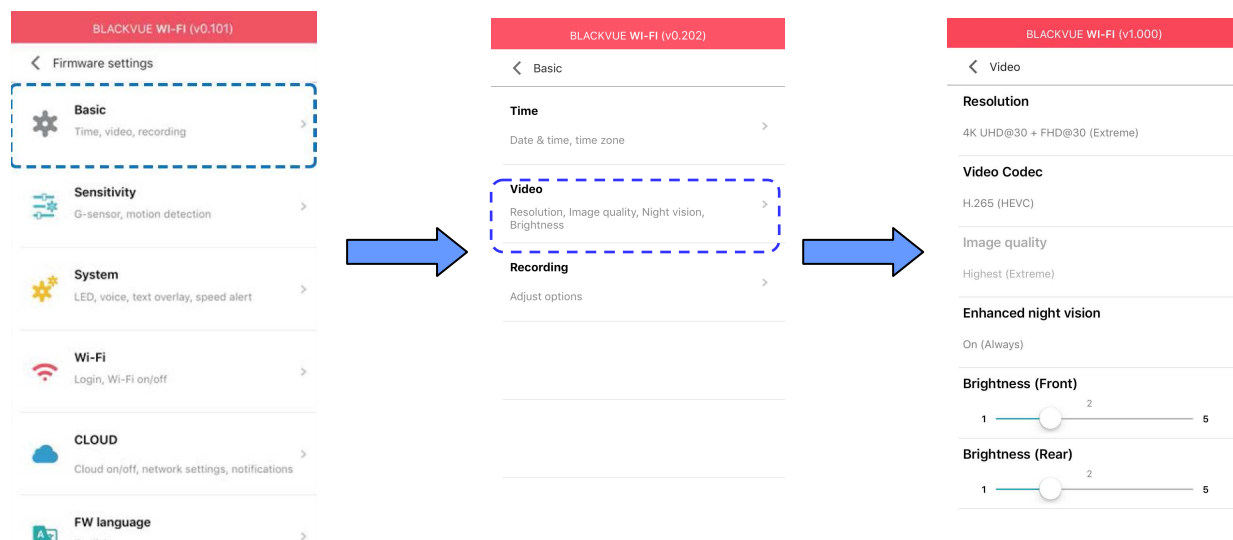 BLACKVUE WI-FI (v0.101)
Firmware settings
Basic
Time, video, recording
Sensitivity
G-sensor, motion detection
System
LED, voice, text overlay, speed alert
Wi-Fi
Login, Wi-Fi on/off
CLOUD
Cloud on/off, network settings, notifications
FW language
A
BLACKVUE WI-FI (v0.202)
Basic
Time
Date & time, time zone
Video
Resolution, Image quality, Night vision,
Brightness
Recording
Adjust options
BLACKVUE WI-FI (v1.000)
Video
Resolution
4K UHD@30 + FHD@30 (Extreme)
Video Codec
H.265 (HEVC)
Image quality
Highest (Extreme)
Enhanced night vision
On (Always)
Brightness (Front)
2
1 5
Brightness (Rear)
2
1 5